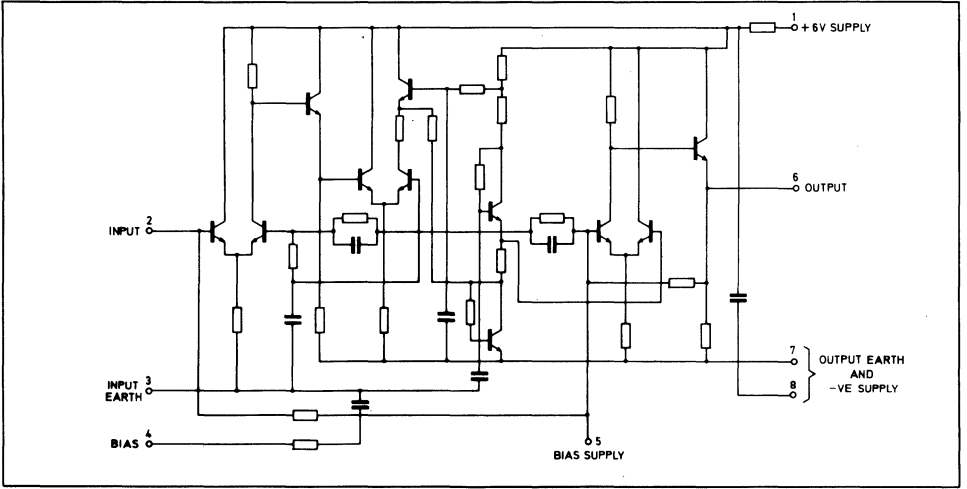 1
+6V SUPPLY
2
INPUT
3
INPUT
EARTH
4
BIAS
5
BIAS SUPPLY
6
OUTPUT
7
8
OUTPUT EARTH
AND
-VE SUPPLY